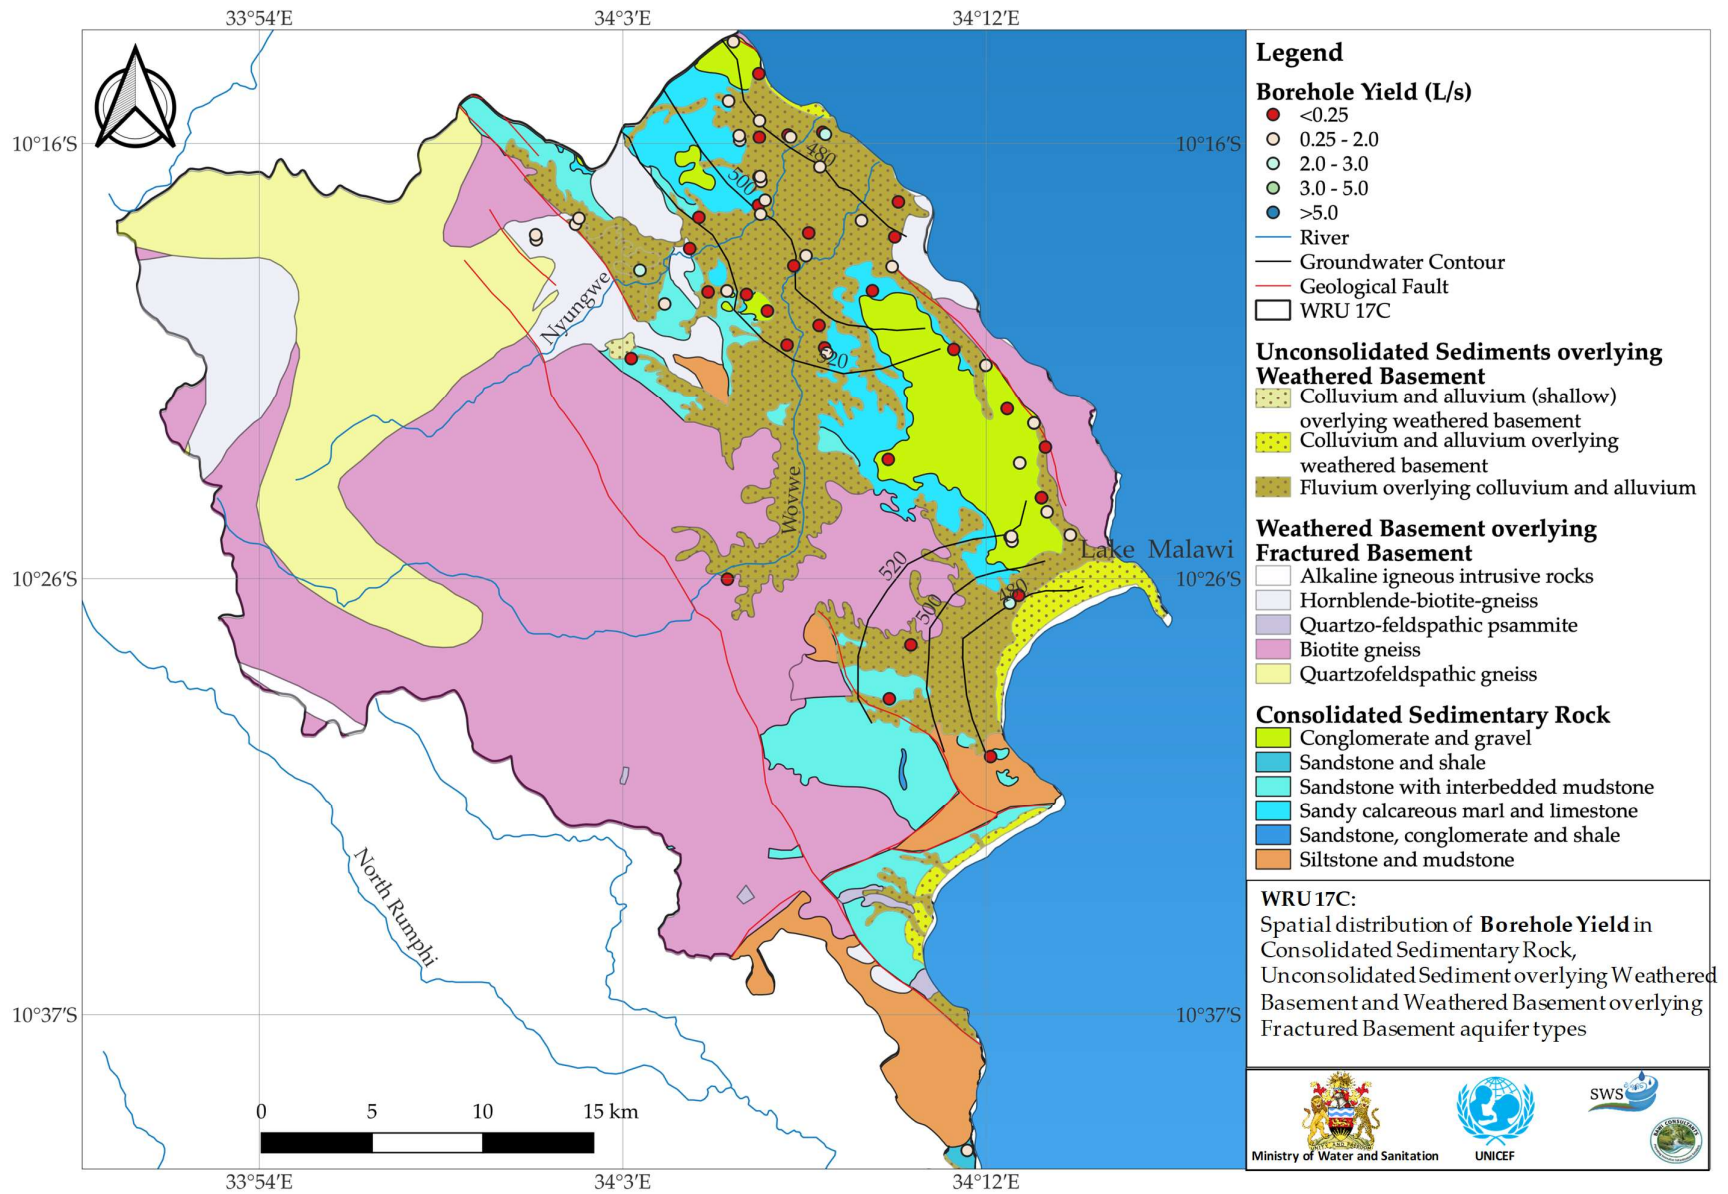 33°54′E
34°3′E
34°12′E
10°16′S
10°16′S
480
500
Nyungwe
520
Wovwe
Lake Malawi
10°26′S
520
480
500
North Rumphi
10°37′S
10°37′S
0 5 10 15 km
33°54′E
34°3′E
34°12′E
Legend
Borehole Yield (L/s)
<0.25
0.25 - 2.0
2.0 - 3.0
3.0 - 5.0
>5.0
River
Groundwater Contour
Geological Fault
WRU 17C
Unconsolidated Sediments overlying
Weathered Basement
Colluvium and alluvium (shallow)
overlying weathered basement
Colluvium and alluvium overlying
weathered basement
Fluvium overlying colluvium and alluvium
Weathered Basement overlying
Fractured Basement
Alkaline igneous intrusive rocks
Hornblende-biotite-gneiss
Quartzo-feldspathic psammite
Biotite gneiss
Quartzofeldspathic gneiss
Consolidated Sedimentary Rock
Conglomerate and gravel
Sandstone and shale
Sandstone with interbedded mudstone
Sandy calcareous marl and limestone
Sandstone, conglomerate and shale
Siltstone and mudstone
10°26′S
WRU 17C:
Spatial distribution of Borehole Yield in
Consolidated Sedimentary Rock,
Unconsolidated Sediment overlying Weathered
Basement and Weathered Basement overlying
Fractured Basement aquifer types
SWS
Ministry of Water and Sanitation
UNICEF